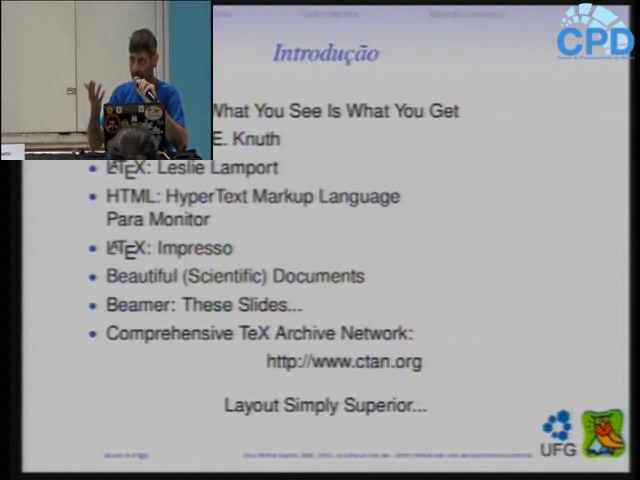 Introdução
What You See Is What You Get
E. Knuth
LATEX: Leslie Lamport
HTML: HyperText Markup Language
Para Monitor
LATEX: Impresso
Beautiful (Scientific) Documents
Beamer: These Slides...
Comprehensive TeX Archive Network:
http://www.ctan.org
Layout Simply Superior...
UFG
CPD